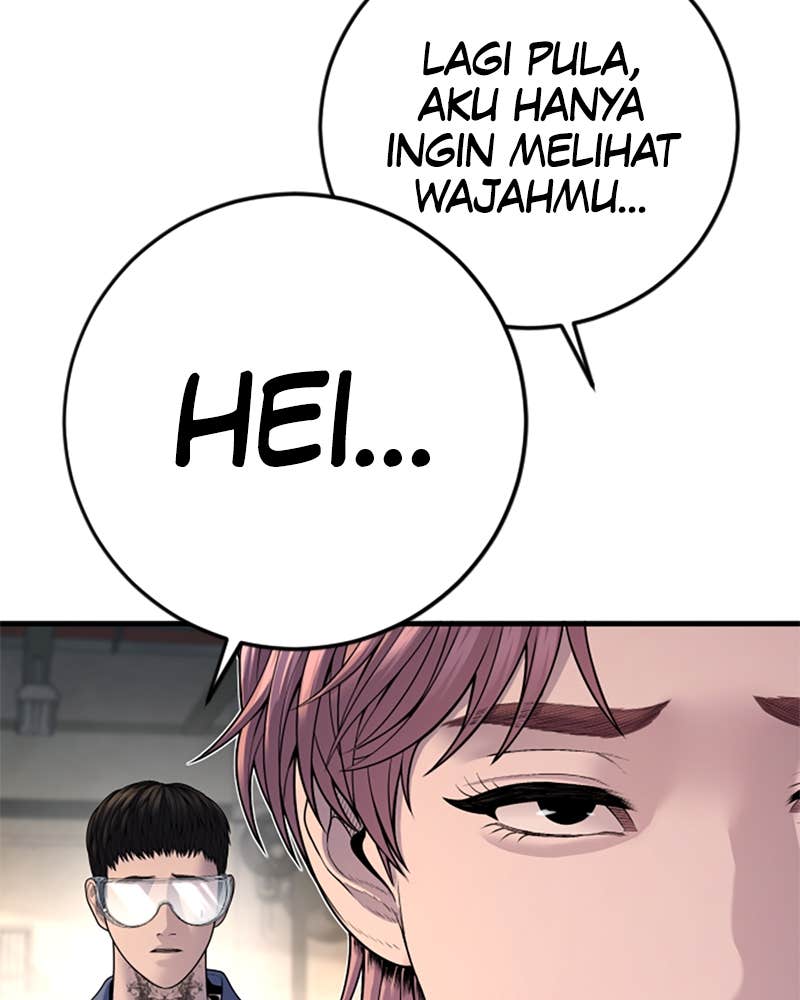 LAGI PULA,
AKU HANYA
INGIN MELIHAT
WAJAHMU...
HEI...